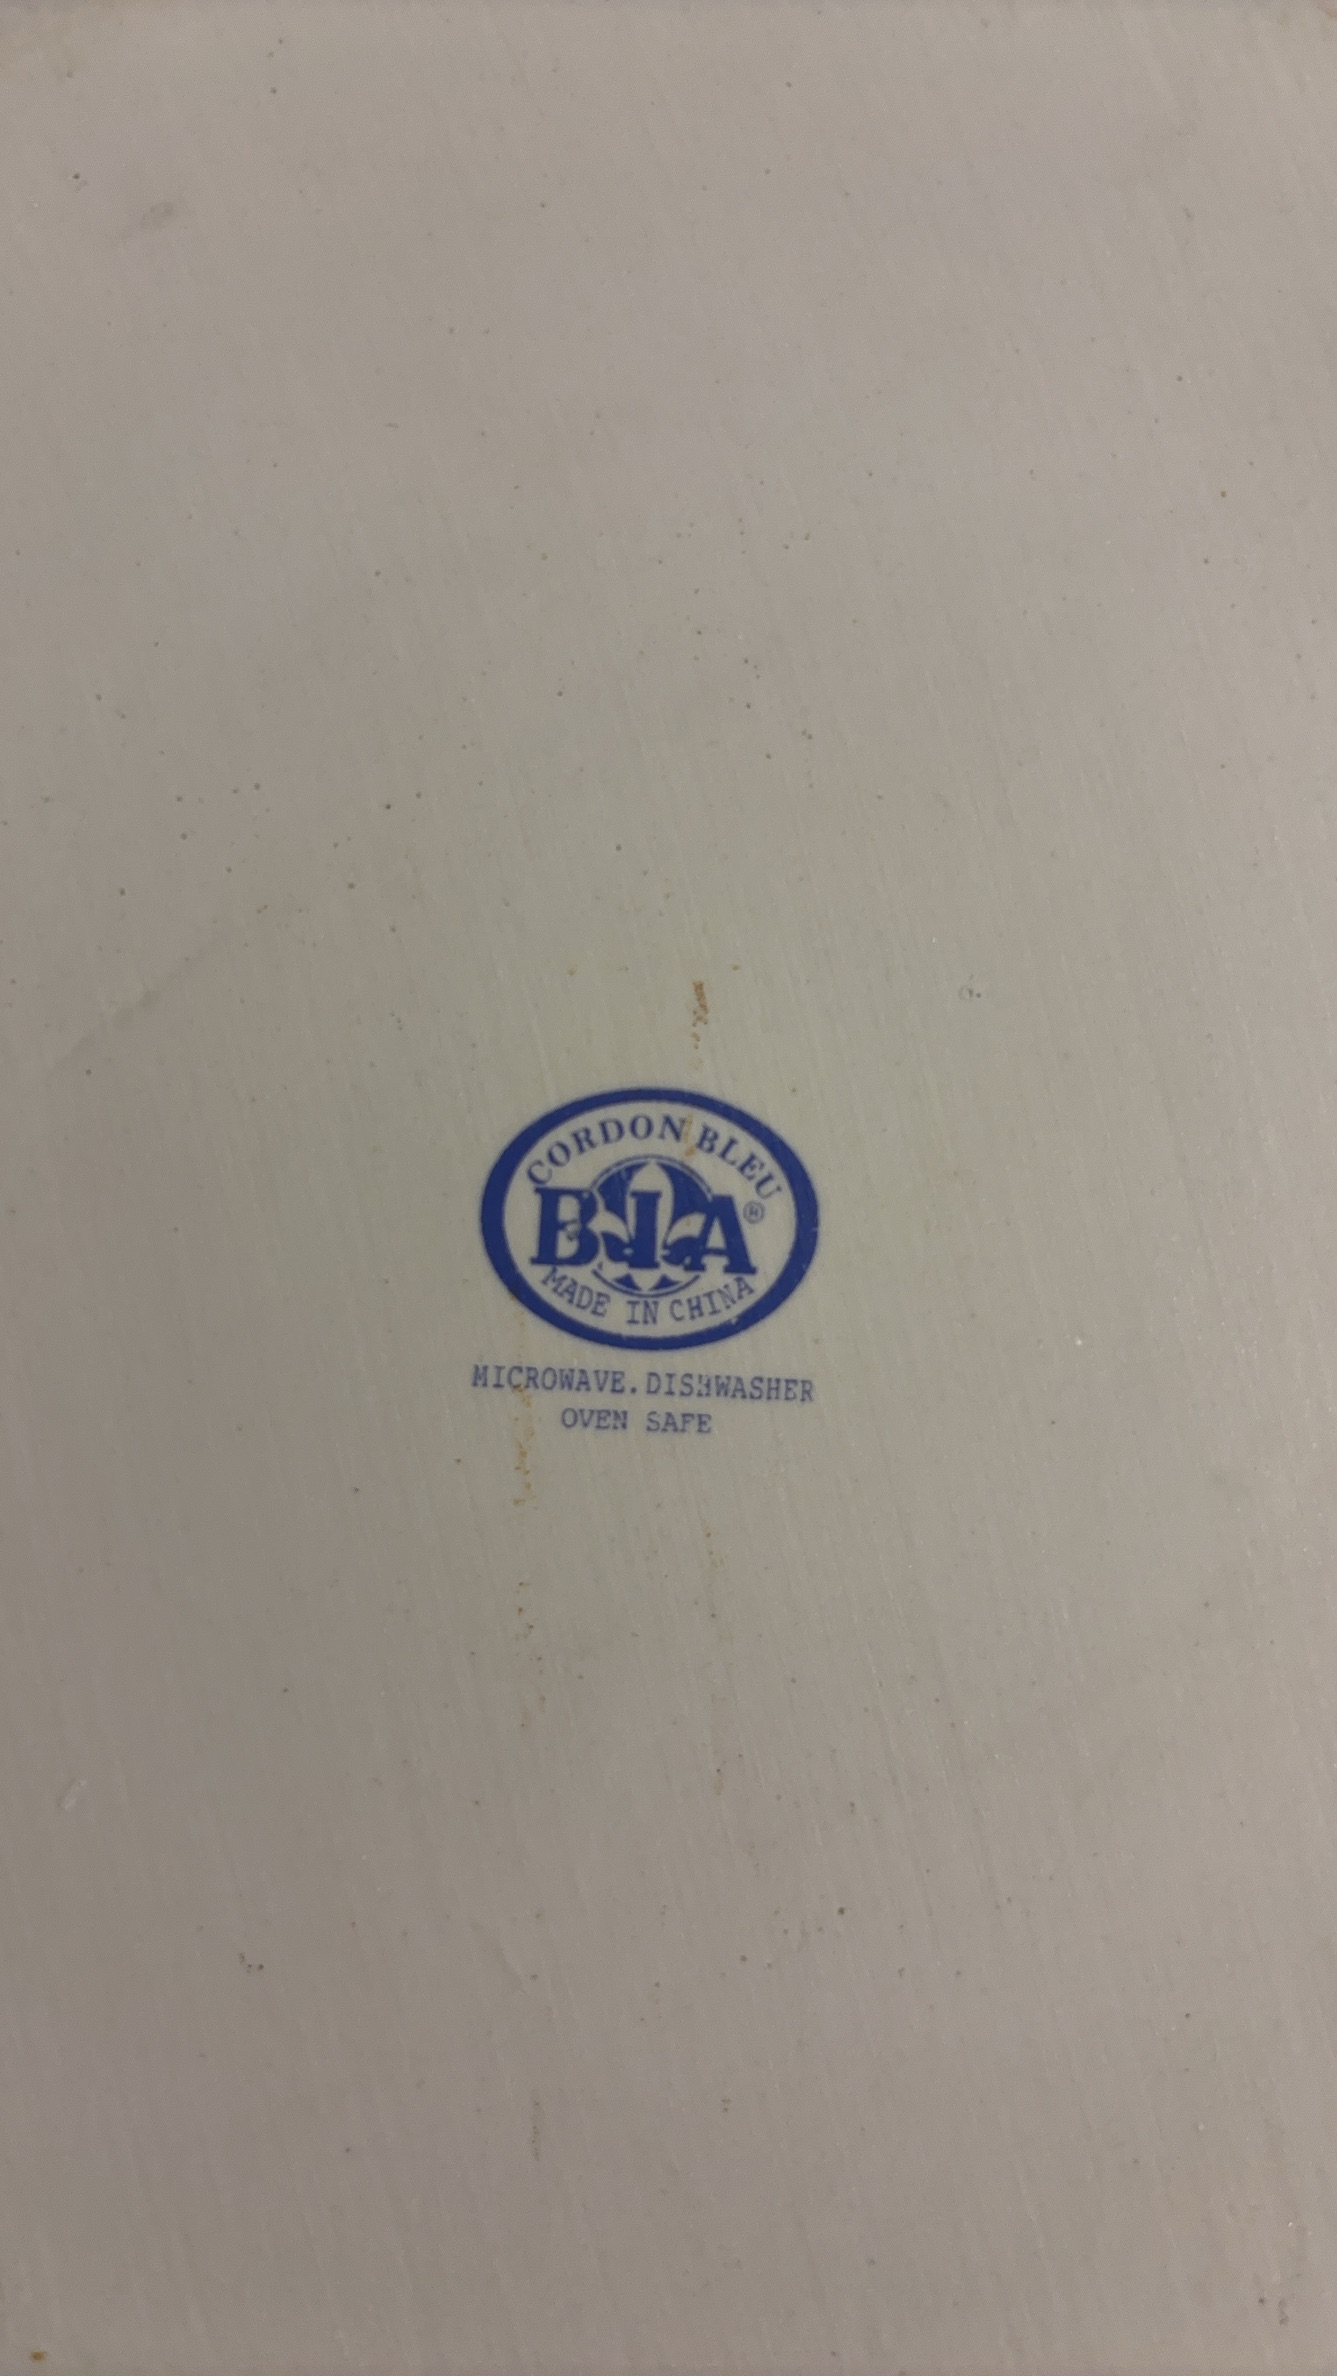 CORDON BLEU
BIA®
MADE IN CHINA
MICROWAVE.DISHWASHER
OVEN SAFE